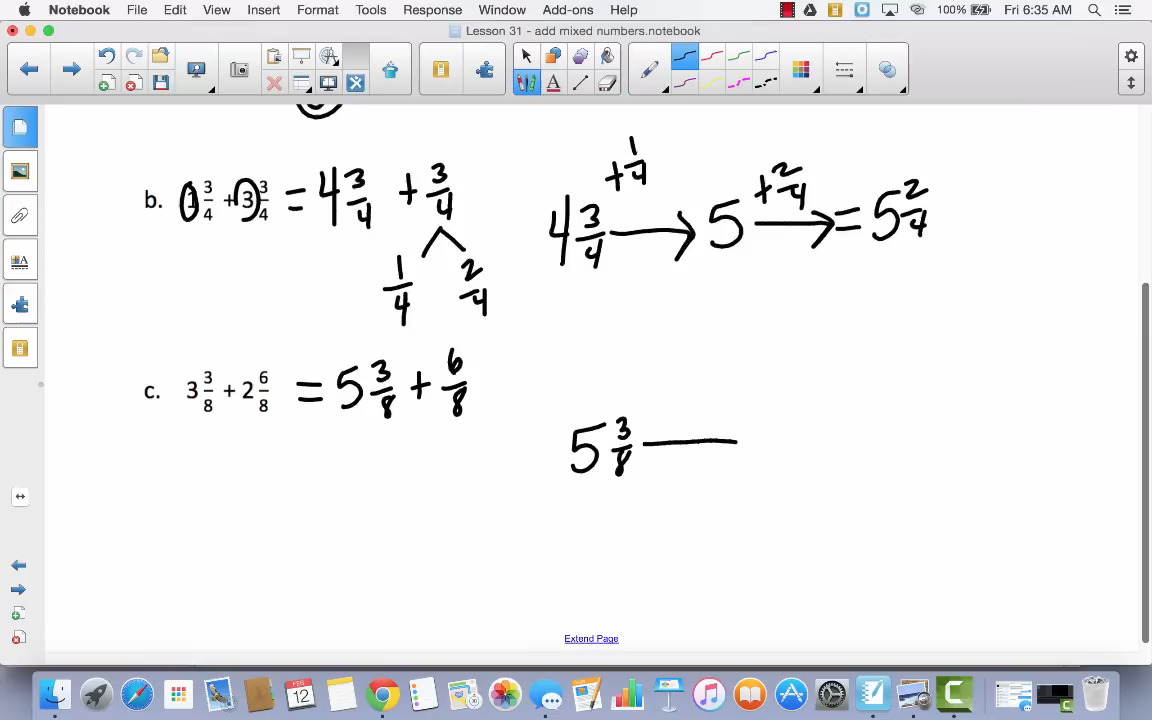 Notebook File Edit View Insert Format Tools Response Window Add-ons Help 100% Fri 6:35 AM
Lesson 31 - add mixed numbers.notebook
b. 1 3/4 + 3 3/4 = 4 3/4 + 3/4
1/4 2/4
+1/4 +2/4
4 3/4 → 5 → = 5 2/4
c. 3 3/8 + 2 6/8 = 5 3/8 + 6/8
5 3/8
Extend Page
FEB
12